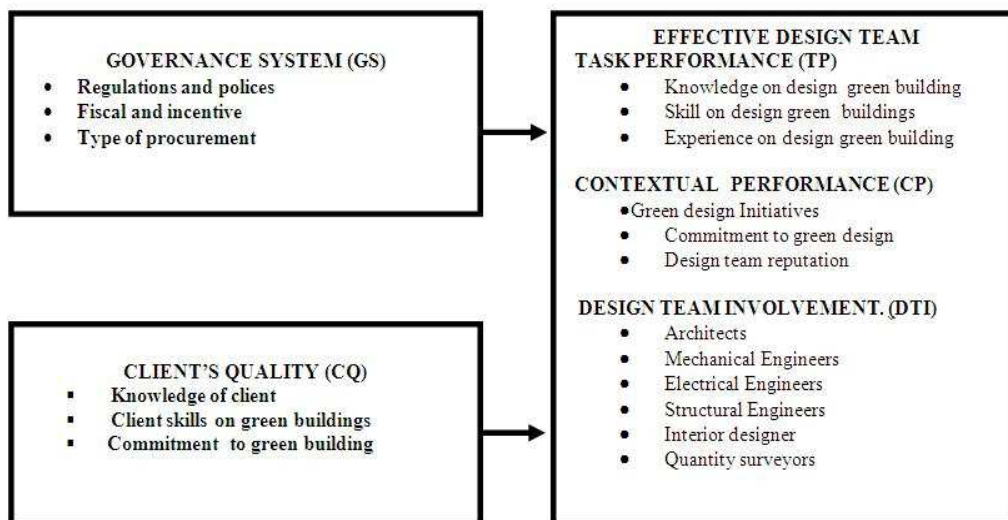 GOVERNANCE SYSTEM (GS)
• Regulations and polices
• Fiscal and incentive
• Type of procurement
CLIENT’S QUALITY (CQ)
▪ Knowledge of client
▪ Client skills on green buildings
▪ Commitment to green building
EFFECTIVE DESIGN TEAM
TASK PERFORMANCE (TP)
• Knowledge on design green building
• Skill on design green buildings
• Experience on design green building
CONTEXTUAL PERFORMANCE (CP)
•Green design Initiatives
• Commitment to green design
• Design team reputation
DESIGN TEAM INVOLVEMENT. (DTI)
• Architects
• Mechanical Engineers
• Electrical Engineers
• Structural Engineers
• Interior designer
• Quantity surveyors